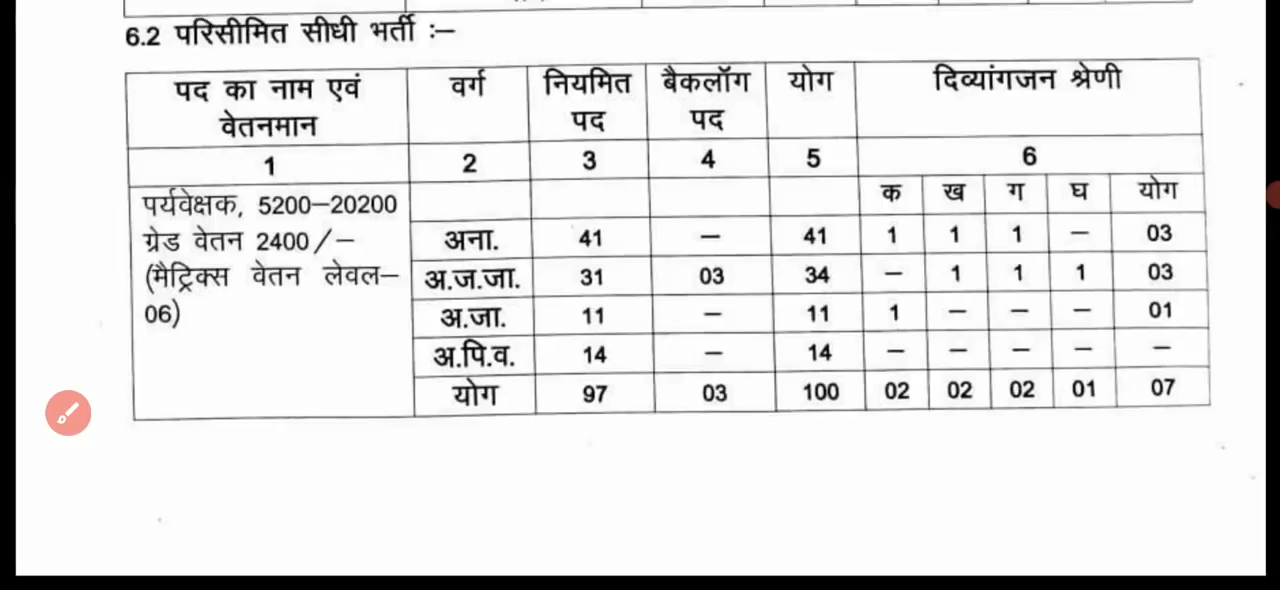 6.2 परिसीमित सीधी भर्ती :–
पद का नाम एवं वेतनमान | वर्ग | नियमित पद | बैकलॉग पद | योग | दिव्यांगजन श्रेणी
1 | 2 | 3 | 4 | 5 | 6
पर्यवेक्षक, 5200–20200 | | | | | क | ख | ग | घ | योग
ग्रेड वेतन 2400/– | अना. | 41 | – | 41 | 1 | 1 | 1 | – | 03
(मैट्रिक्स वेतन लेवल– | अ.ज.जा. | 31 | 03 | 34 | – | 1 | 1 | 1 | 03
06) | अ.जा. | 11 | – | 11 | 1 | – | – | – | 01
अ.पि.व. | 14 | – | 14 | – | – | – | – | –
योग | 97 | 03 | 100 | 02 | 02 | 02 | 01 | 07